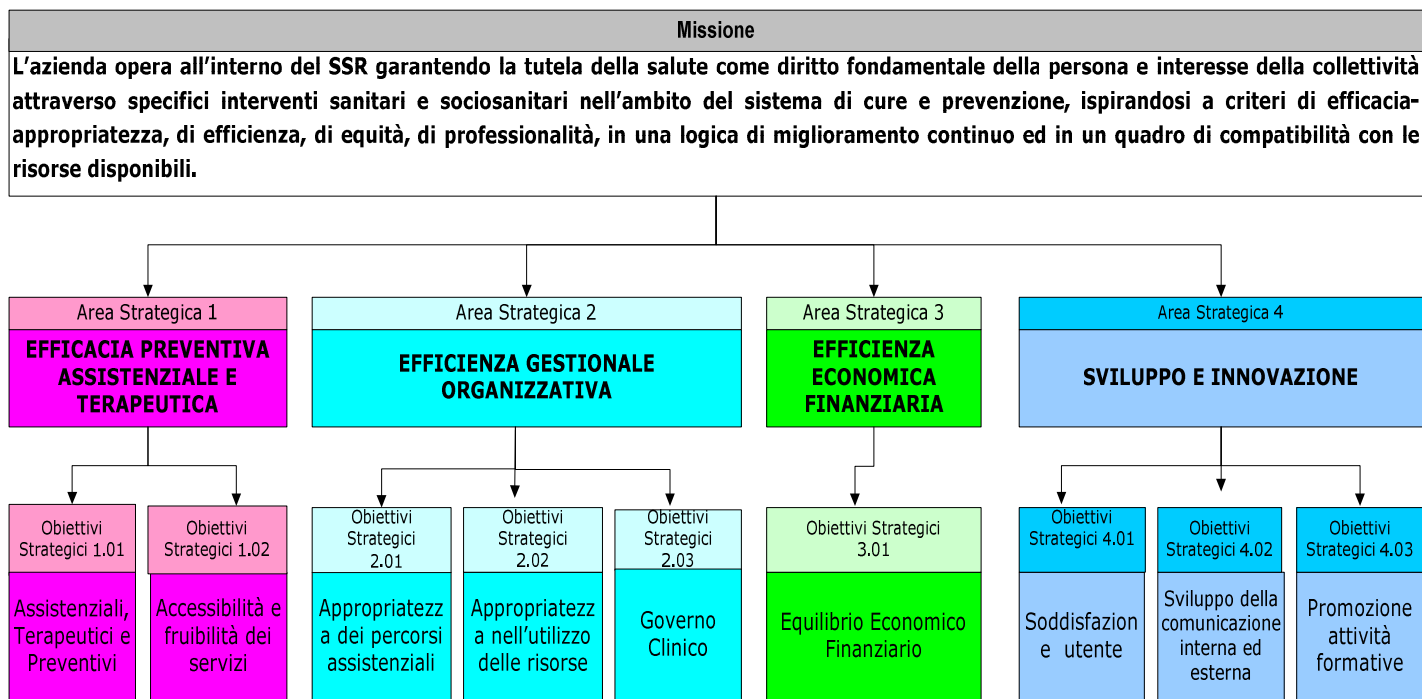 Missione
L'azienda opera all'interno del SSR garantendo la tutela della salute come diritto fondamentale della persona e interesse della collettività
attraverso specifici interventi sanitari e sociosanitari nell'ambito del sistema di cure e prevenzione, ispirandosi a criteri di efficacia-
appropriatezza, di efficienza, di equità, di professionalità, in una logica di miglioramento continuo ed in un quadro di compatibilità con le
risorse disponibili.
Area Strategica 1
EFFICACIA PREVENTIVA
ASSISTENZIALE E
TERAPEUTICA
Area Strategica 2
EFFICIENZA GESTIONALE
ORGANIZZATIVA
Area Strategica 3
EFFICIENZA
ECONOMICA
FINANZIARIA
Area Strategica 4
SVILUPPO E INNOVAZIONE
Obiettivi
Strategici 1.01
Assistenziali,
Terapeutici e
Preventivi
Obiettivi
Strategici 1.02
Accessibilità e
fruibilità dei
servizi
Obiettivi
Strategici
2.01
Appropriatezz
a dei percorsi
assistenziali
Obiettivi
Strategici
2.02
Appropriatezz
a nell'utilizzo
delle risorse
Obiettivi
Strategici
2.03
Governo
Clinico
Obiettivi Strategici
3.01
Equilibrio Economico
Finanziario
Obiettivi
Strategici 4.01
Soddisfazion
e utente
Obiettivi
Strategici 4.02
Sviluppo della
comunicazione
interna ed
esterna
Obiettivi
Strategici 4.03
Promozione
attività
formative